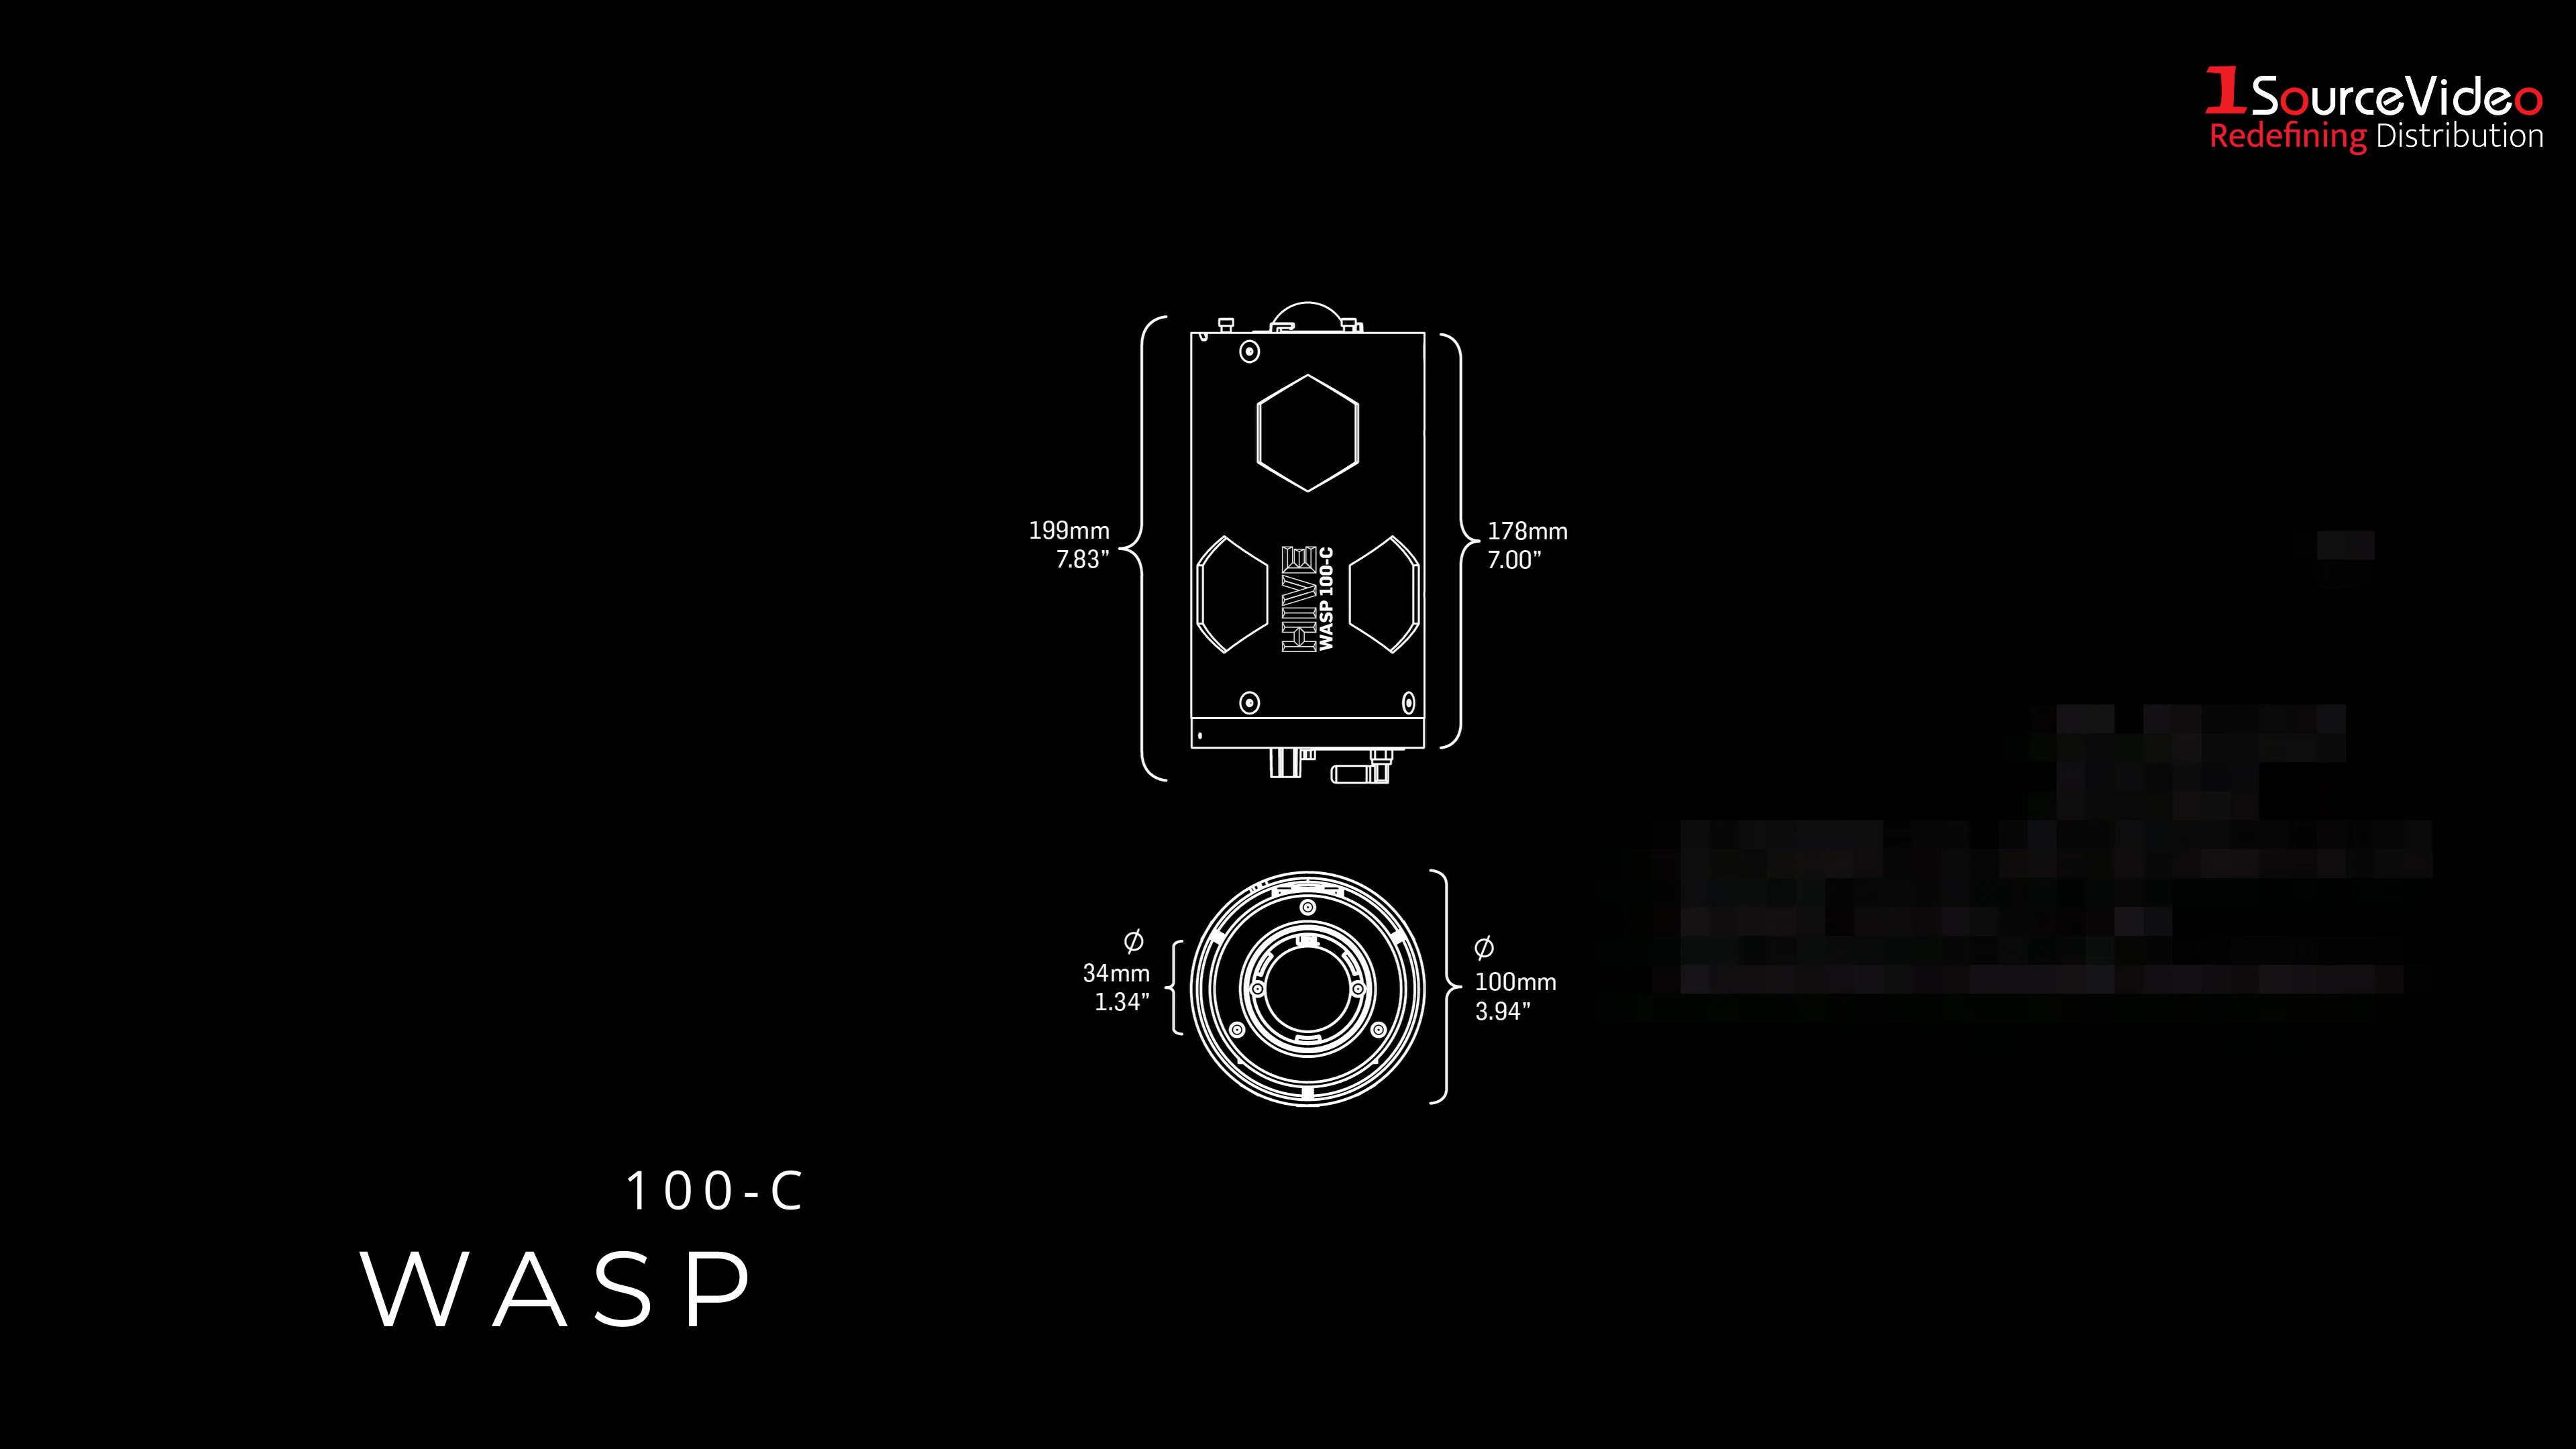 1SourceVideo
Redefining Distribution
199mm
7.83”
178mm
7.00”
HIVE
WASP 100-C
Ø
34mm
1.34”
Ø
100mm
3.94”
100-C
WASP